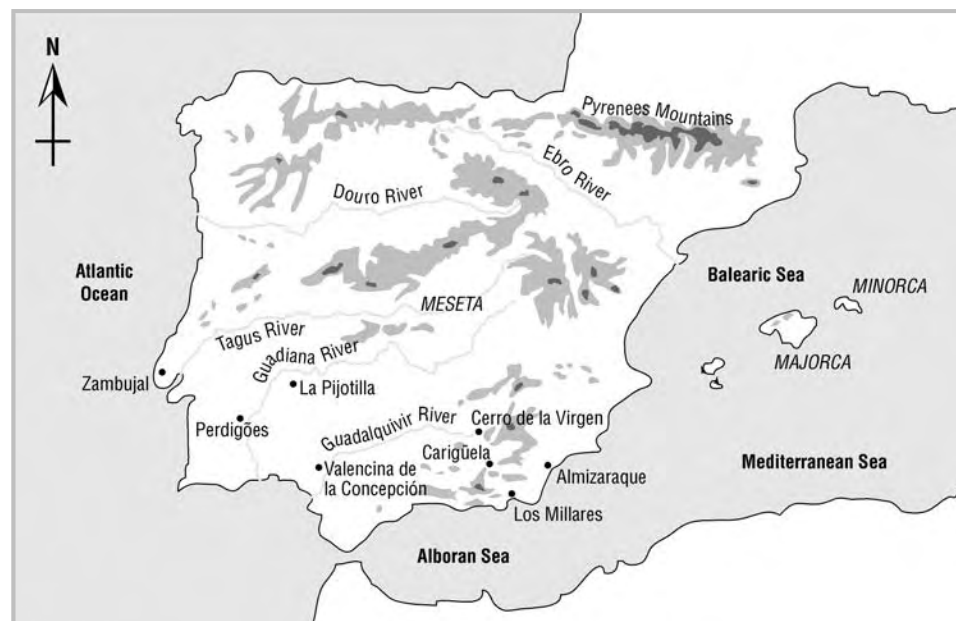 N
Pyrenees Mountains
Ebro River
Douro River
Atlantic
Ocean
Balearic Sea
MINORCA
MESETA
Tagus River
MAJORCA
Guadiana River
Zambujal
La Pijotilla
Perdigões
Guadalquivir River
Cerro de la Virgen
Carigüela
Valencina de
la Concepción
Almizaraque
Mediterranean Sea
Los Millares
Alboran Sea